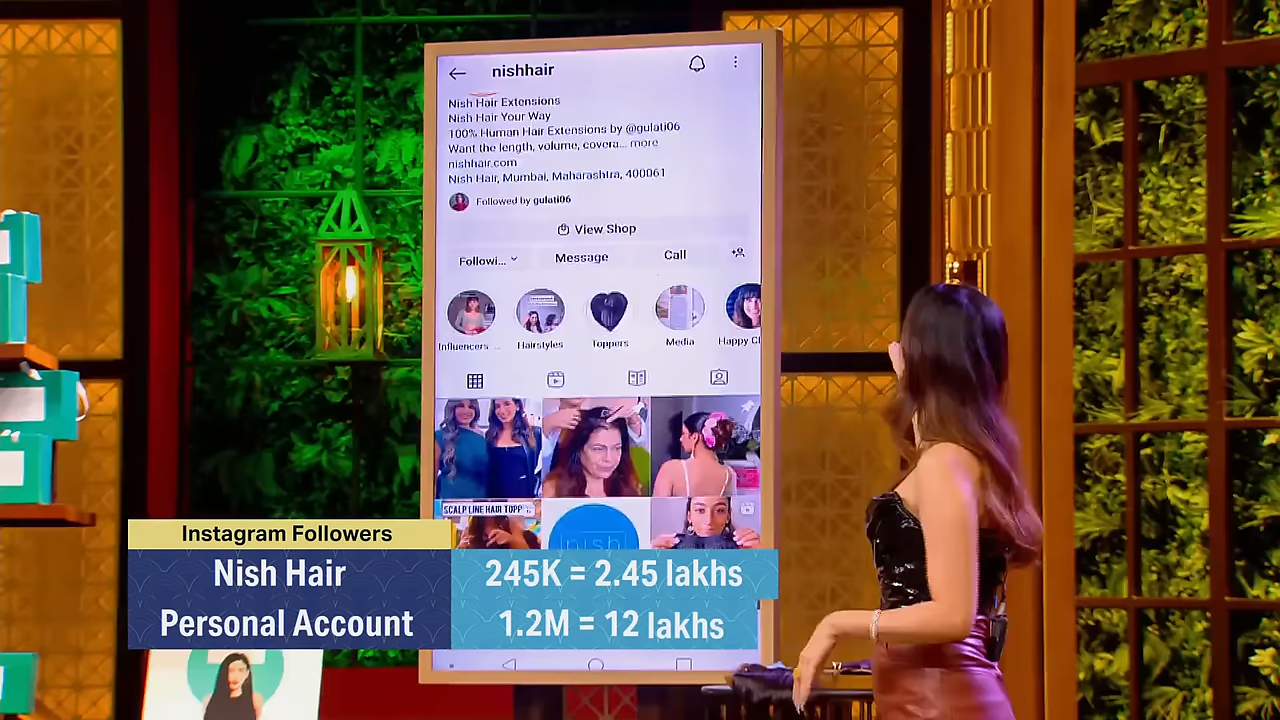 nishhair
Nish Hair Extensions
Nish Hair Your Way
100% Human Hair Extensions by @gulati06
Want the length, volume, covera... more
nishhair.com
Nish Hair, Mumbai, Maharashtra, 400061
Followed by gulati06
View Shop
Followi... Message Call
Influencers ... Hairstyles Toppers Media Happy Cl
SCALP LINE HAIR TOPP
nish
Instagram Followers
Nish Hair 245K = 2.45 lakhs
Personal Account 1.2M = 12 lakhs